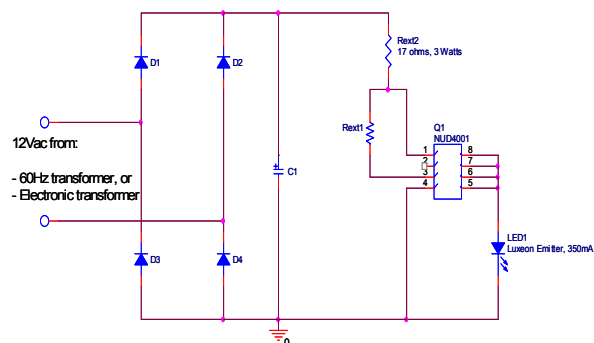 D1
D2
Rext2
17 ohms, 3 Watts
12Vac from:
- 60Hz transformer, or
- Electronic transformer
Rext1
Q1
NUD4001
1
2
3
4
8
7
6
5
C1
D3
D4
LED1
Luxeon Emitter, 350mA
0